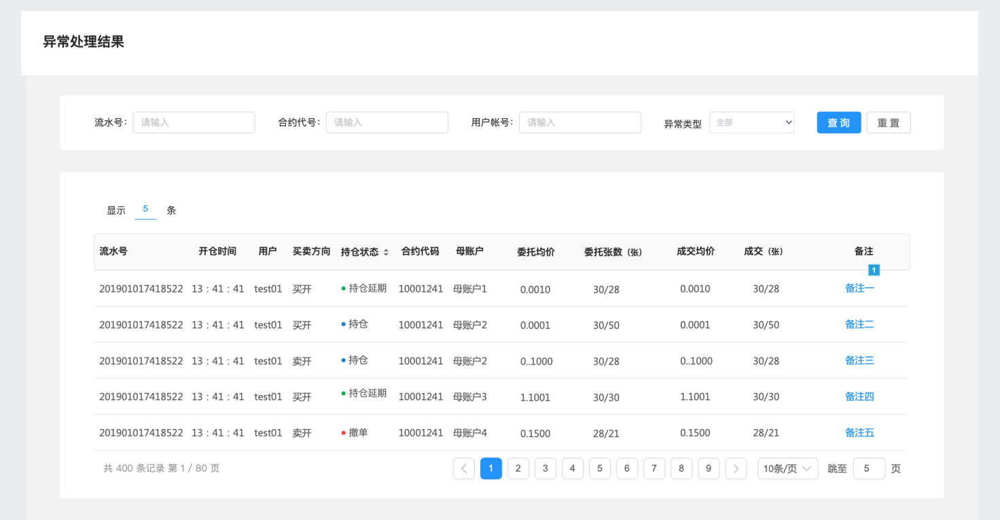 异常处理结果
流水号: 请输入 合约代号: 请输入 用户帐号: 请输入 异常类型 全部 查 询 重 置
显示 5 条
流水号 开仓时间 用户 买卖方向 持仓状态 合约代码 母账户 委托均价 委托张数（张） 成交均价 成交（张） 备注
1
201901017418522 13 : 41 : 41 test01 买开 持仓延期 10001241 母账户1 0.0010 30/28 0.0010 30/28 备注一
201901017418522 13 : 41 : 41 test01 买开 持仓 10001241 母账户2 0.0001 30/50 0.0001 30/50 备注二
201901017418522 13 : 41 : 41 test01 卖开 持仓 10001241 母账户2 0..1000 30/28 0..1000 30/28 备注三
201901017418522 13 : 41 : 41 test01 买开 持仓延期 10001241 母账户3 1.1001 30/30 1.1001 30/30 备注四
201901017418522 13 : 41 : 41 test01 卖开 撤单 10001241 母账户4 0.1500 28/21 0.1500 28/21 备注五
共 400 条记录 第 1 / 80 页 1 2 3 4 5 6 7 8 9 10条/页 跳至 5 页